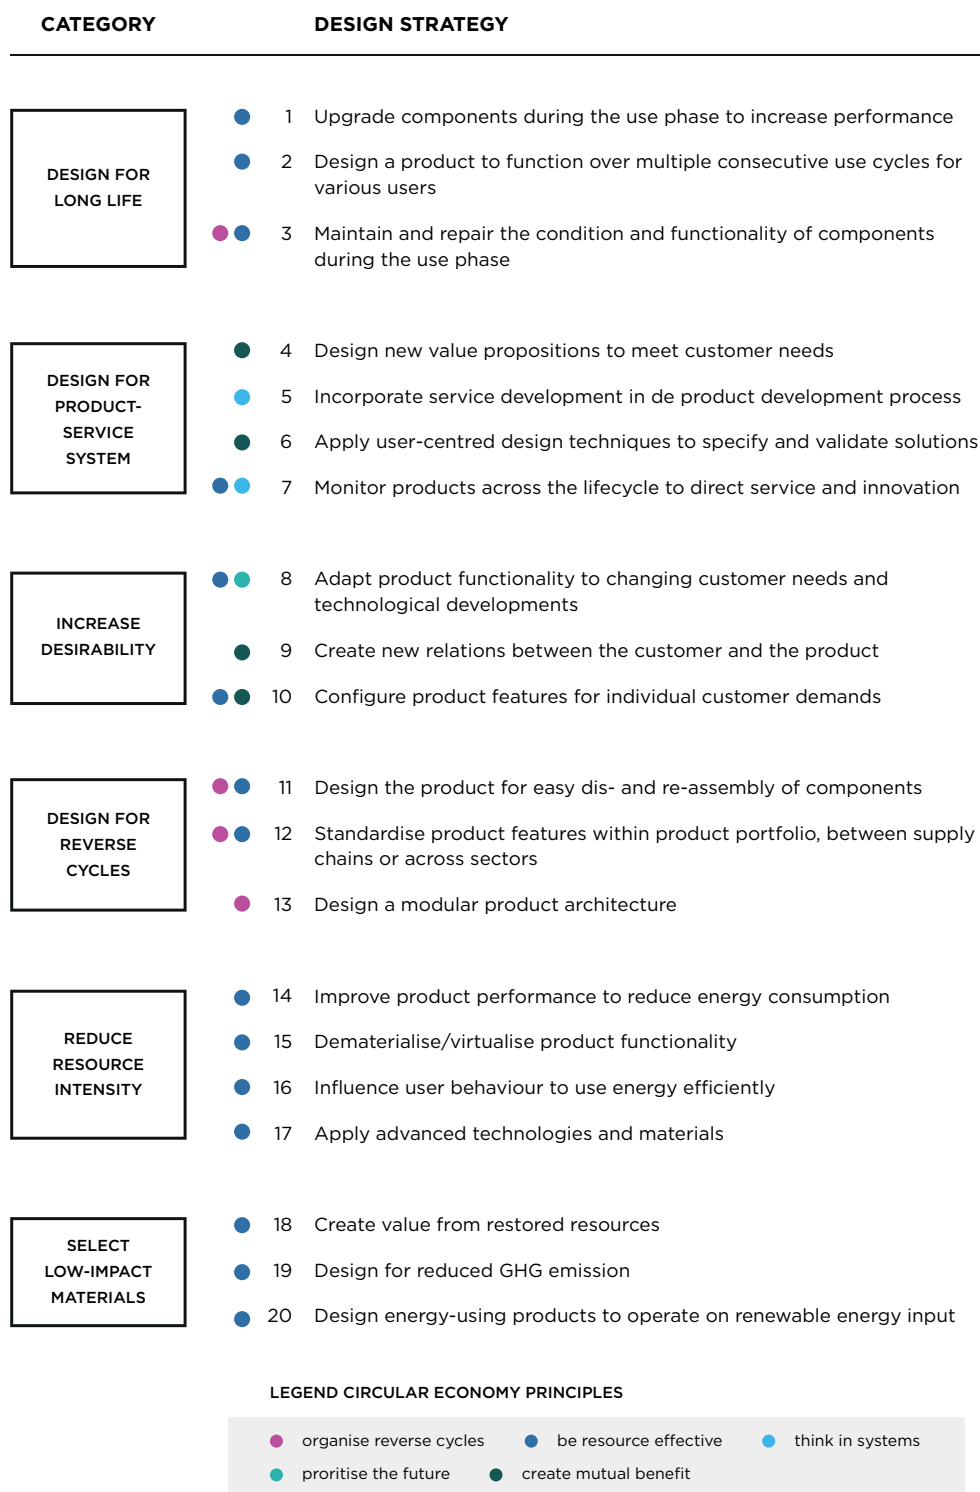 CATEGORY DESIGN STRATEGY
DESIGN FOR
LONG LIFE
1 Upgrade components during the use phase to increase performance
2 Design a product to function over multiple consecutive use cycles for
various users
3 Maintain and repair the condition and functionality of components
during the use phase
DESIGN FOR
PRODUCT-
SERVICE
SYSTEM
4 Design new value propositions to meet customer needs
5 Incorporate service development in de product development process
6 Apply user-centred design techniques to specify and validate solutions
7 Monitor products across the lifecycle to direct service and innovation
INCREASE
DESIRABILITY
8 Adapt product functionality to changing customer needs and
technological developments
9 Create new relations between the customer and the product
10 Configure product features for individual customer demands
DESIGN FOR
REVERSE
CYCLES
11 Design the product for easy dis- and re-assembly of components
12 Standardise product features within product portfolio, between supply
chains or across sectors
13 Design a modular product architecture
REDUCE
RESOURCE
INTENSITY
14 Improve product performance to reduce energy consumption
15 Dematerialise/virtualise product functionality
16 Influence user behaviour to use energy efficiently
17 Apply advanced technologies and materials
SELECT
LOW-IMPACT
MATERIALS
18 Create value from restored resources
19 Design for reduced GHG emission
20 Design energy-using products to operate on renewable energy input
LEGEND CIRCULAR ECONOMY PRINCIPLES
organise reverse cycles be resource effective think in systems
proritise the future create mutual benefit